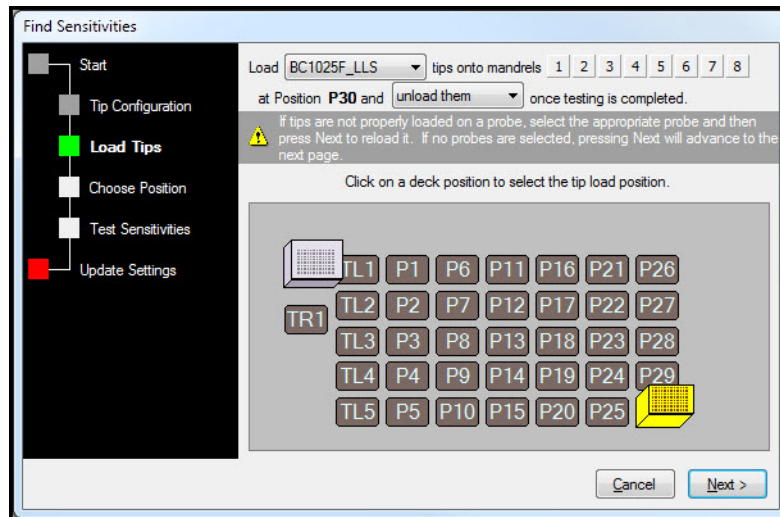 Find Sensitivities
Start
Tip Configuration
Load Tips
Choose Position
Test Sensitivities
Update Settings
Load BC1025F_LLS tips onto mandrels 1 2 3 4 5 6 7 8
at Position P30 and unload them once testing is completed.
If tips are not properly loaded on a probe, select the appropriate probe and then
press Next to reload it. If no probes are selected, pressing Next will advance to the
next page.
Click on a deck position to select the tip load position.
TL1 P1 P6 P11 P16 P21 P26
TR1
TL2 P2 P7 P12 P17 P22 P27
TL3 P3 P8 P13 P18 P23 P28
TL4 P4 P9 P14 P19 P24 P29
TL5 P5 P10 P15 P20 P25
Cancel Next >